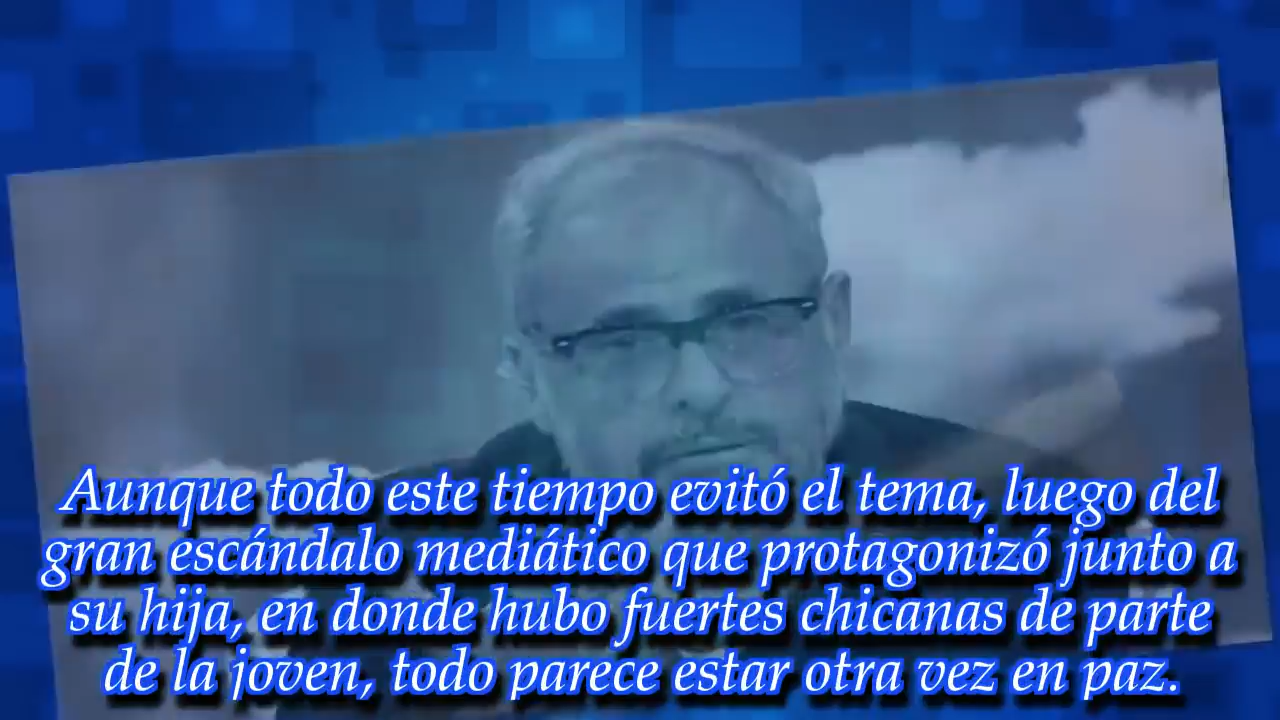 Aunque todo este tiempo evitó el tema, luego del
gran escándalo mediático que protagonizó junto a
su hija, en donde hubo fuertes chicanas de parte
de la joven, todo parece estar otra vez en paz.